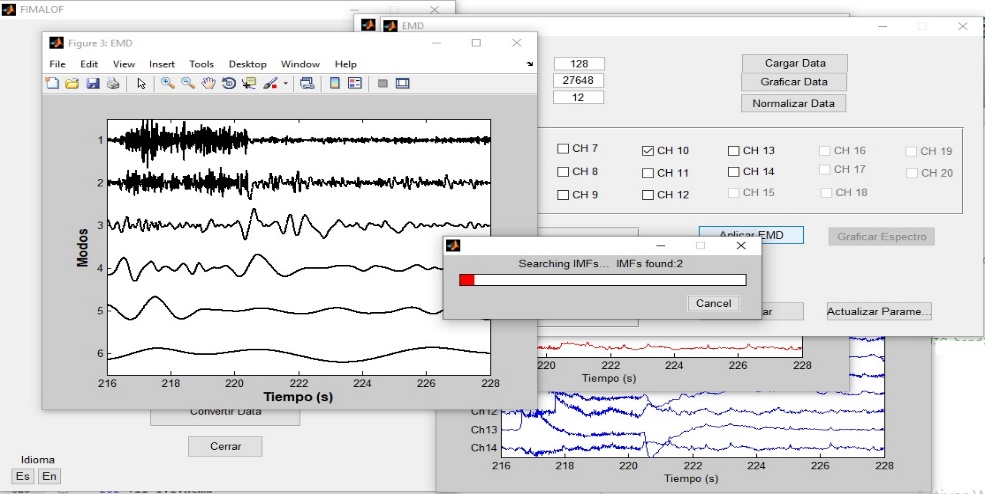 FIMALOF
EMD
Figure 3: EMD
File Edit View Insert Tools Desktop Window Help
128
27648
12
Cargar Data
Graficar Data
Normalizar Data
CH 7
CH 8
CH 9
CH 10
CH 11
CH 12
CH 13
CH 14
CH 15
CH 16
CH 17
CH 18
CH 19
CH 20
Aplicar EMD
Graficar Espectro
ar
Actualizar Parame...
Searching IMFs... IMFs found:2
Cancel
Modos
1
2
3
4
5
6
216 218 220 222 224 226 228
Tiempo (s)
220 222 224 226 228
Tiempo (s)
Ch12
Ch13
Ch14
216 218 220 222 224 226 228
Tiempo (s)
Convertir Data
Cerrar
Idioma
Es En